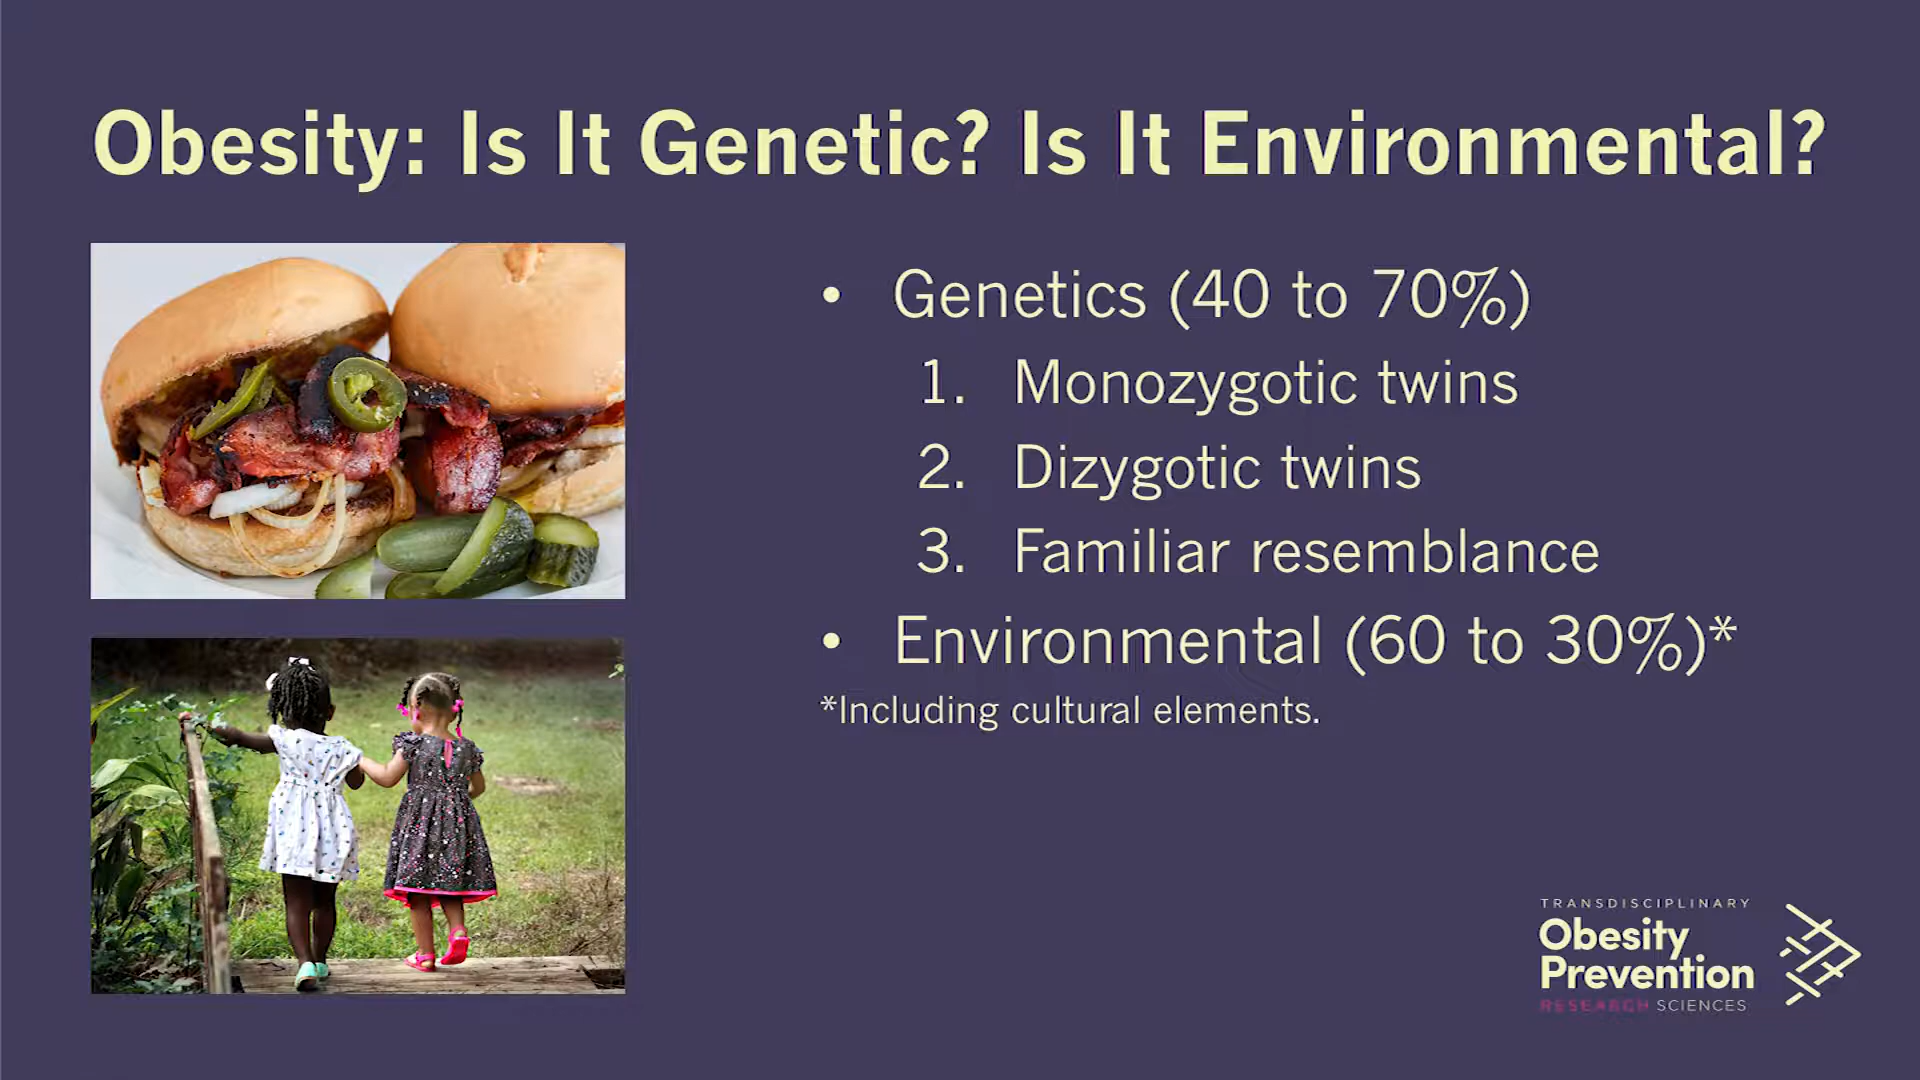 Obesity: Is It Genetic? Is It Environmental?
• Genetics (40 to 70%)
1. Monozygotic twins
2. Dizygotic twins
3. Familiar resemblance
• Environmental (60 to 30%)*
*Including cultural elements.
TRANSDISCIPLINARY
Obesity
Prevention
RESEARCH SCIENCES